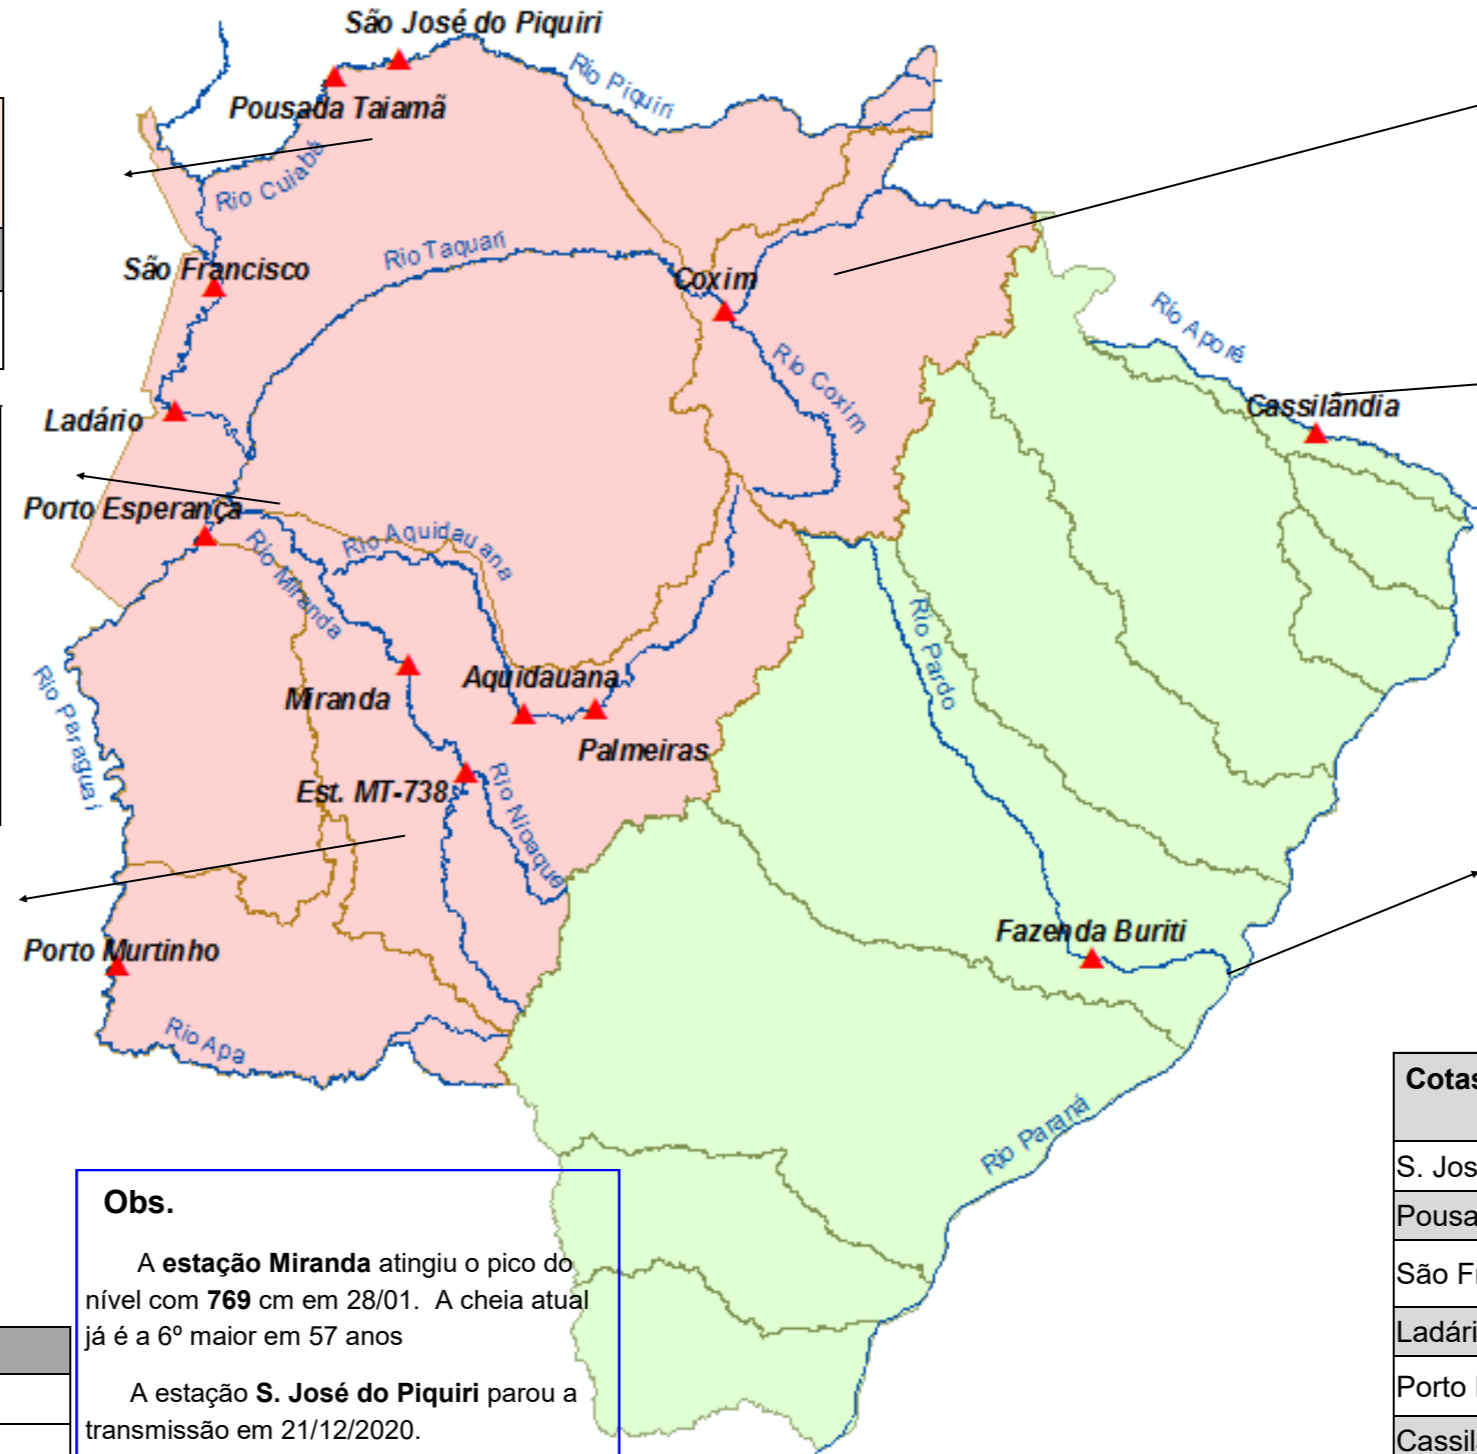 São José do Piquiri
Rio Piquiri
Pousada Taiamã
Rio Cuiabá
Rio Taquari
São Francisco
Coxim
Rio Aporé
Rio Coxim
Cassilândia
Ladário
Porto Esperança
Rio Aquidauana
Rio Miranda
Rio Pardo
Rio Paraguai
Aquidauana
Miranda
Palmeiras
Est. MT-738
Rio Nioaque
Fazenda Buriti
Porto Murtinho
Rio Apa
Rio Paraná
Cotas
S. Jos
Pousa
São Fr
Ladári
Porto
Cassil
Obs.
A estação Miranda atingiu o pico do
nível com 769 cm em 28/01. A cheia atual
já é a 6º maior em 57 anos
A estação S. José do Piquiri parou a
transmissão em 21/12/2020.